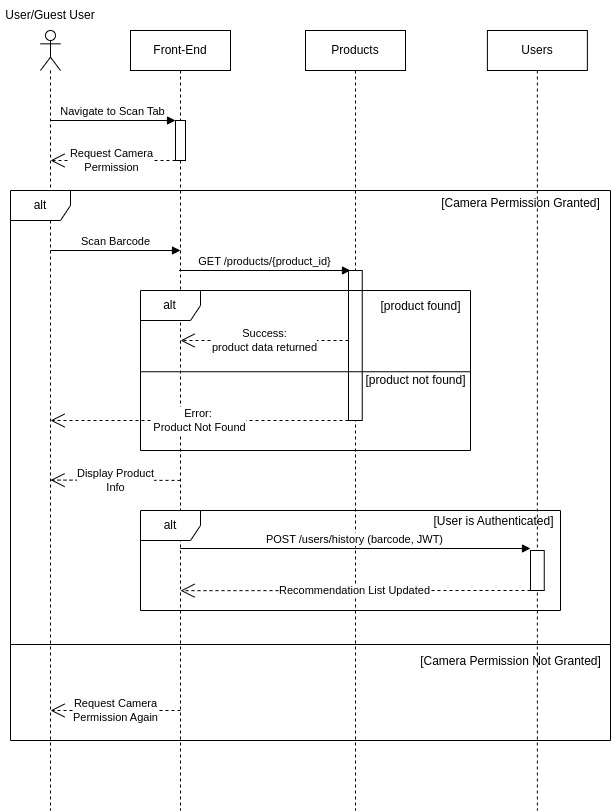 User/Guest User
Front-End
Products
Users
Navigate to Scan Tab
Request Camera
Permission
alt
[Camera Permission Granted]
Scan Barcode
GET /products/{product_id}
alt
[product found]
Success:
product data returned
[product not found]
Error:
Product Not Found
Display Product
Info
alt
[User is Authenticated]
POST /users/history (barcode, JWT)
Recommendation List Updated
[Camera Permission Not Granted]
Request Camera
Permission Again